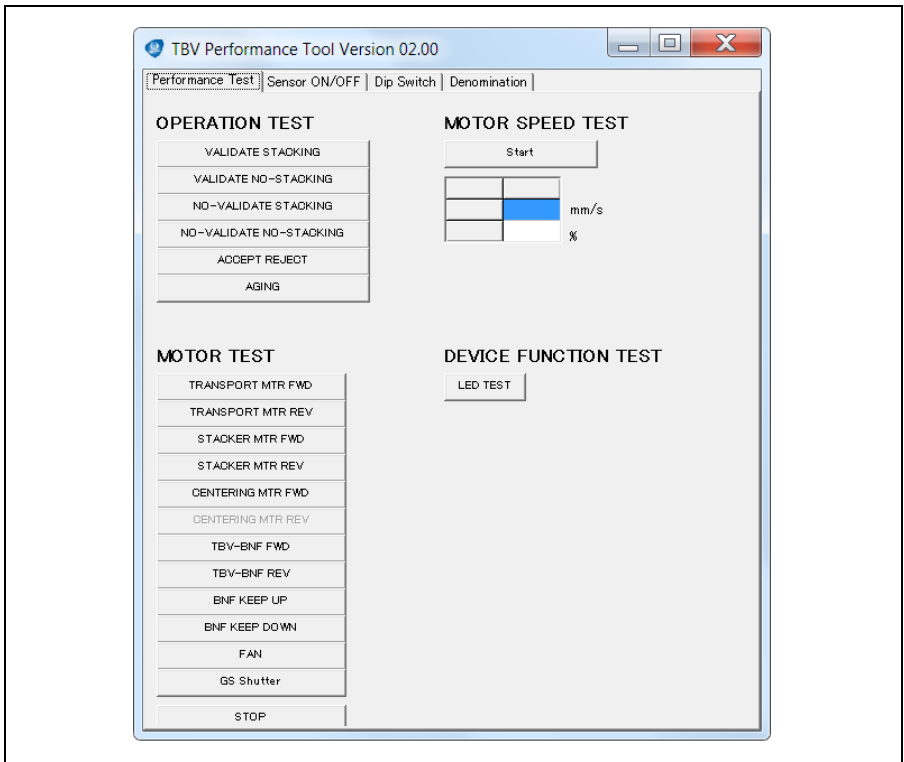 TBV Performance Tool Version 02.00
Performance Test Sensor ON/OFF Dip Switch Denomination
OPERATION TEST
VALIDATE STACKING
VALIDATE NO-STACKING
NO-VALIDATE STACKING
NO-VALIDATE NO-STACKING
ACCEPT REJECT
AGING
MOTOR SPEED TEST
Start
mm/s
%
MOTOR TEST
TRANSPORT MTR FWD
TRANSPORT MTR REV
STACKER MTR FWD
STACKER MTR REV
CENTERING MTR FWD
CENTERING MTR REV
TBV-BNF FWD
TBV-BNF REV
BNF KEEP UP
BNF KEEP DOWN
FAN
GS Shutter
STOP
DEVICE FUNCTION TEST
LED TEST